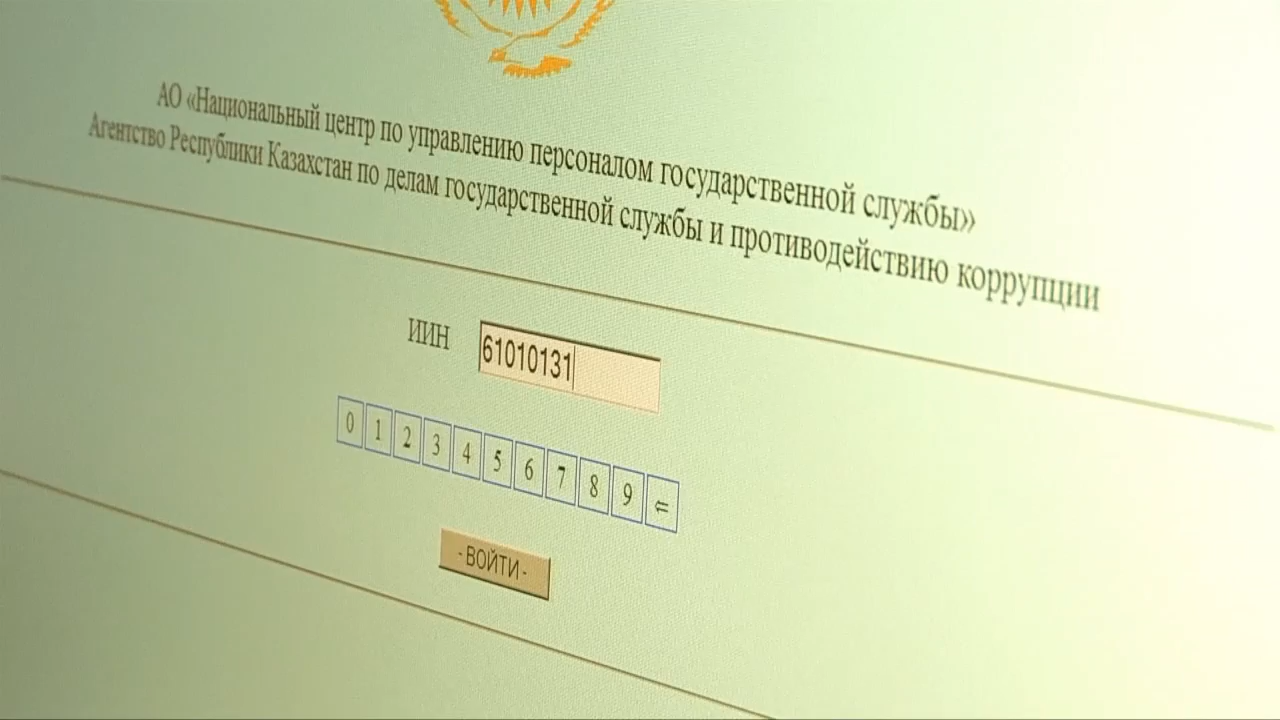 АО «Национальный центр по управлению персоналом государственной службы»
Агентство Республики Казахстан по делам государственной службы и противодействию коррупции
ИИН 61010131
0 1 2 3 4 5 6 7 8 9 ⇐
- ВОЙТИ -